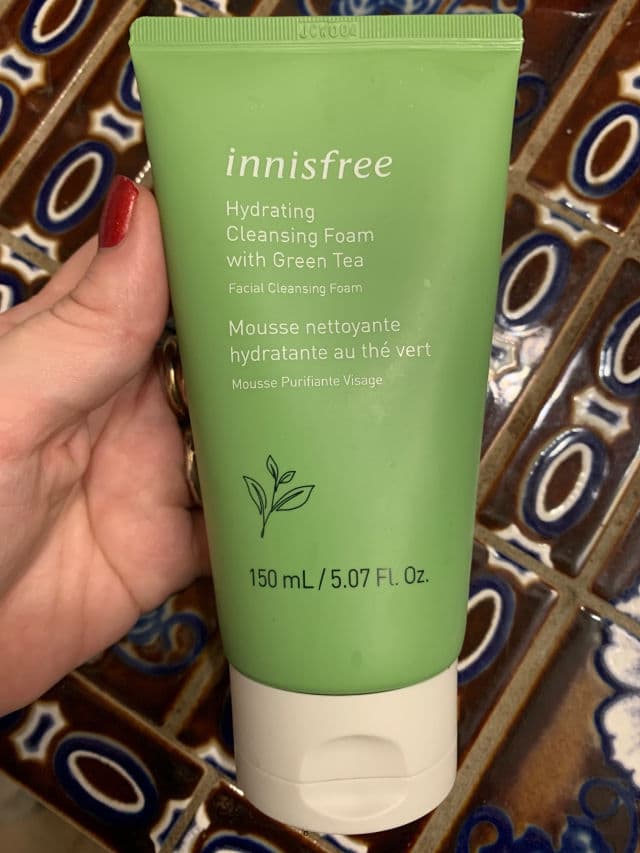 JCW004
innisfree
Hydrating
Cleansing Foam
with Green Tea
Facial Cleansing Foam
Mousse nettoyante
hydratante au thé vert
Mousse Purifiante Visage
150 mL / 5.07 Fl. Oz.